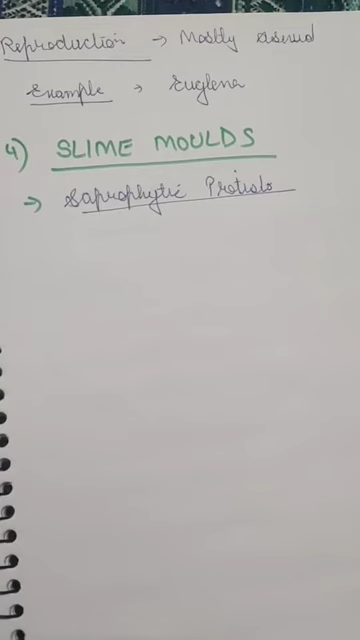 Reproduction → Mostly asexual
Example → Euglena
4) SLIME MOULDS
→ Saprophytic Protists